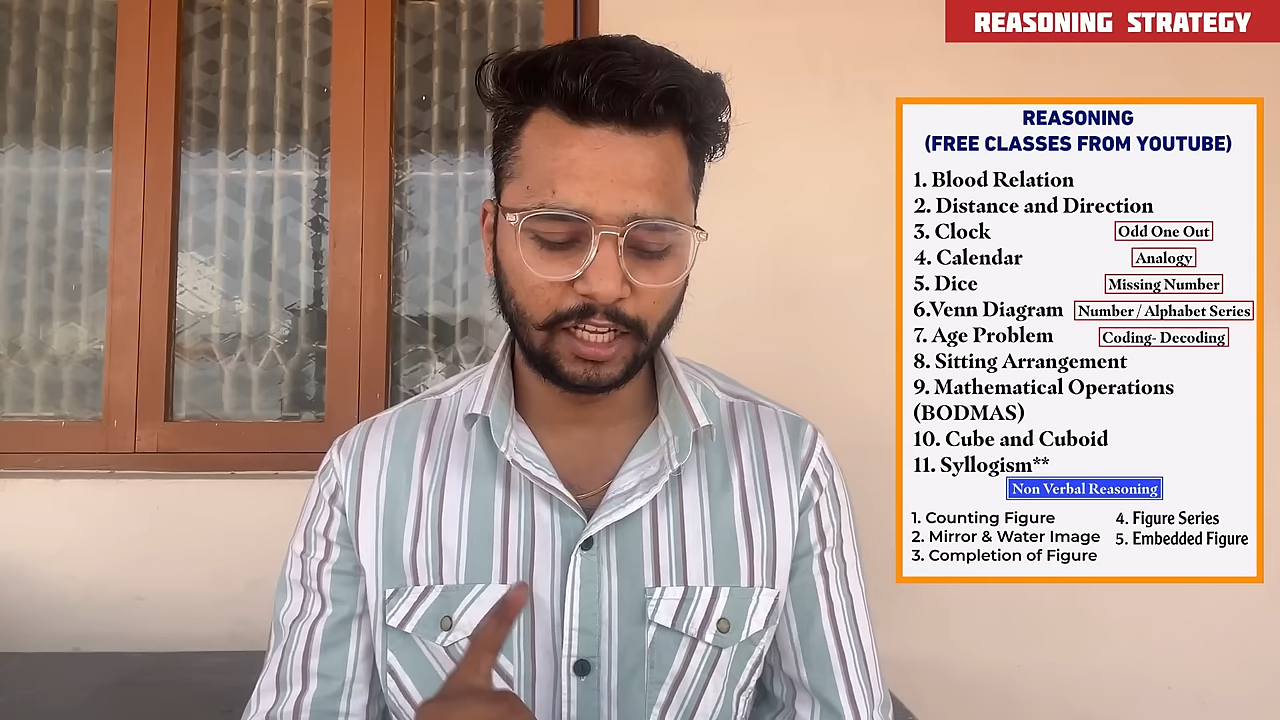 REASONING STRATEGY
REASONING
(FREE CLASSES FROM YOUTUBE)
1. Blood Relation
2. Distance and Direction
3. Clock
Odd One Out
4. Calendar
Analogy
5. Dice
Missing Number
6.Venn Diagram
Number / Alphabet Series
7. Age Problem
Coding- Decoding
8. Sitting Arrangement
9. Mathematical Operations
(BODMAS)
10. Cube and Cuboid
11. Syllogism**
Non Verbal Reasoning
1. Counting Figure
2. Mirror & Water Image
3. Completion of Figure
4. Figure Series
5. Embedded Figure